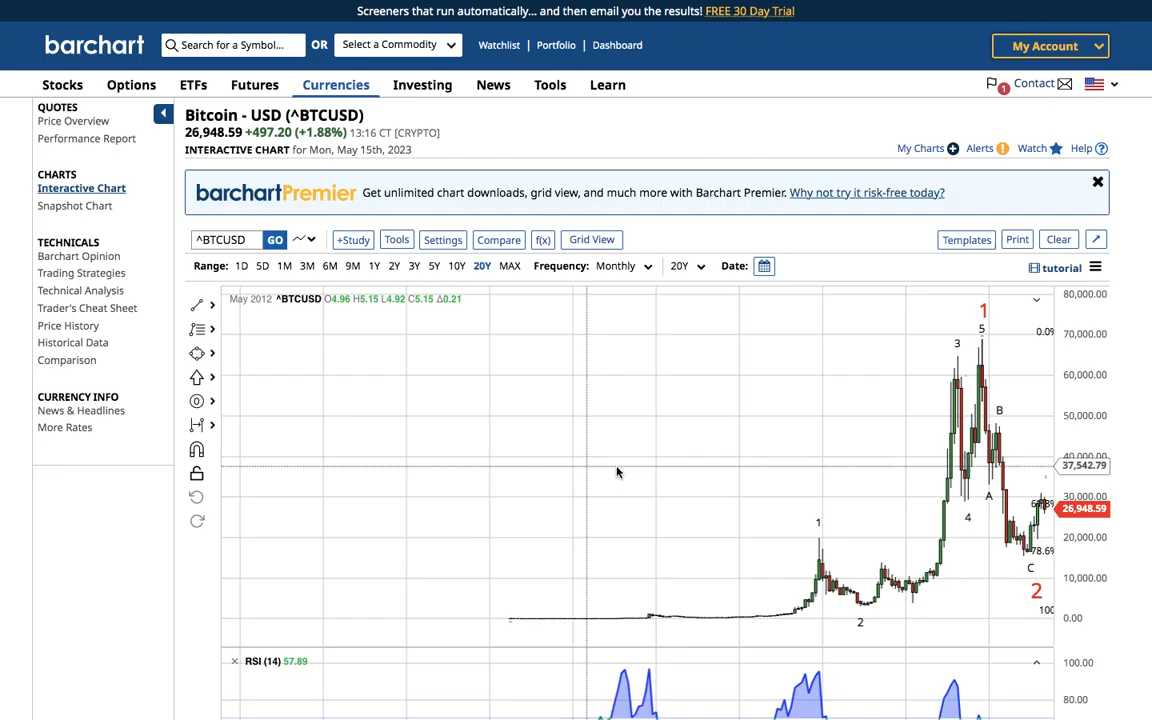 Screeners that run automatically... and then email you the results! FREE 30 Day Trial
barchart
Search for a Symbol...
OR
Select a Commodity
Watchlist | Portfolio | Dashboard
My Account
Stocks Options ETFs Futures Currencies Investing News Tools Learn
1 Contact
QUOTES
Price Overview
Performance Report
CHARTS
Interactive Chart
Snapshot Chart
TECHNICALS
Barchart Opinion
Trading Strategies
Technical Analysis
Trader's Cheat Sheet
Price History
Historical Data
Comparison
CURRENCY INFO
News & Headlines
More Rates
Bitcoin - USD (^BTCUSD)
26,948.59 +497.20 (+1.88%) 13:16 CT [CRYPTO]
INTERACTIVE CHART for Mon, May 15th, 2023
My Charts Alerts Watch Help
barchartPremier Get unlimited chart downloads, grid view, and much more with Barchart Premier. Why not try it risk-free today?
^BTCUSD GO +Study Tools Settings Compare f(x) Grid View Templates Print Clear
Range: 1D 5D 1M 3M 6M 9M 1Y 2Y 3Y 5Y 10Y 20Y MAX Frequency: Monthly 20Y Date:
tutorial
May 2012 ^BTCUSD O4.96 H5.15 L4.92 C5.15 Δ0.21
80,000.00
70,000.00
60,000.00
50,000.00
40,000.00
37,542.79
30,000.00
26,948.59
20,000.00
10,000.00
0.00
1
5
3
0.0%
B
A
4
1
78.6%
C
2
100
2
RSI (14) 57.89
100.00
80.00